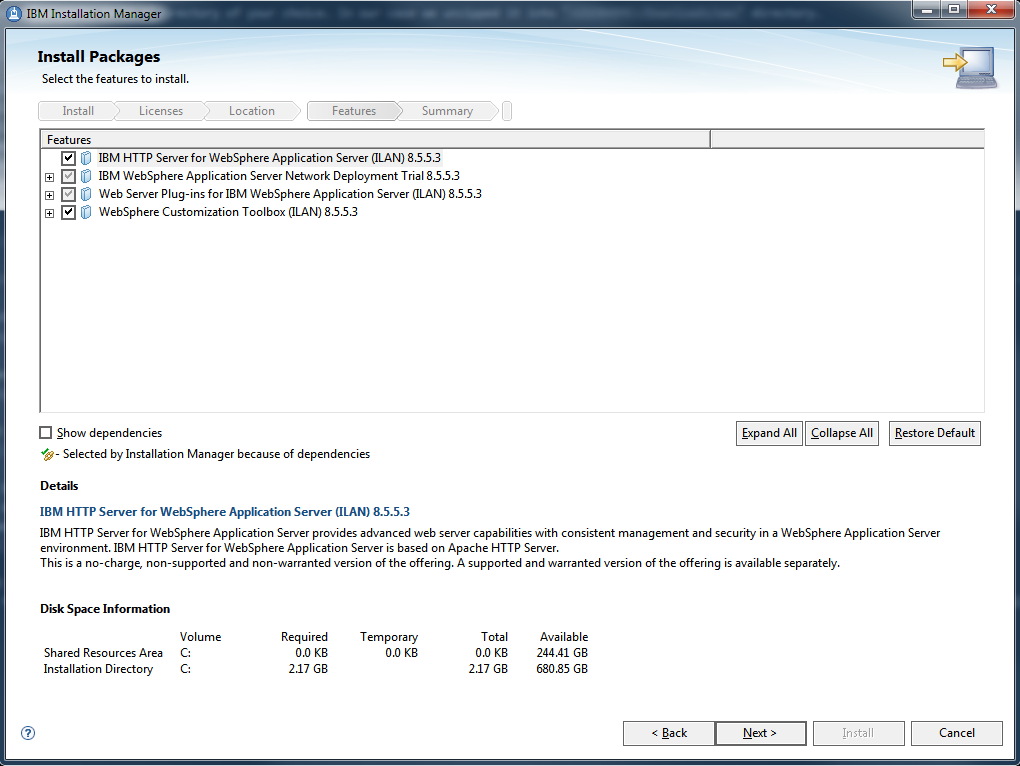 IBM Installation Manager
Install Packages
Select the features to install.
Install Licenses Location Features Summary
Features
IBM HTTP Server for WebSphere Application Server (ILAN) 8.5.5.3
IBM WebSphere Application Server Network Deployment Trial 8.5.5.3
Web Server Plug-ins for IBM WebSphere Application Server (ILAN) 8.5.5.3
WebSphere Customization Toolbox (ILAN) 8.5.5.3
Show dependencies Expand All Collapse All Restore Default
- Selected by Installation Manager because of dependencies
Details
IBM HTTP Server for WebSphere Application Server (ILAN) 8.5.5.3
IBM HTTP Server for WebSphere Application Server provides advanced web server capabilities with consistent management and security in a WebSphere Application Server
environment. IBM HTTP Server for WebSphere Application Server is based on Apache HTTP Server.
This is a no-charge, non-supported and non-warranted version of the offering. A supported and warranted version of the offering is available separately.
Disk Space Information
Volume Required Temporary Total Available
Shared Resources Area C: 0.0 KB 0.0 KB 0.0 KB 244.41 GB
Installation Directory C: 2.17 GB 2.17 GB 680.85 GB
? < Back Next > Install Cancel